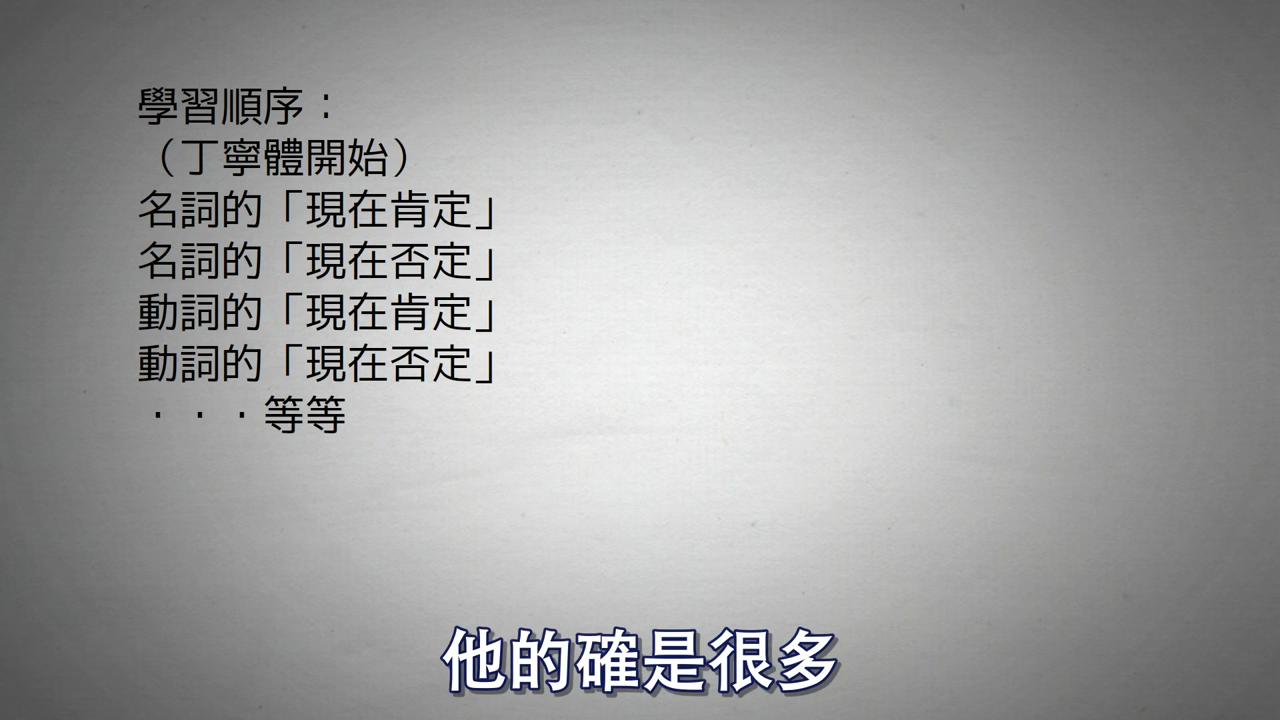 學習順序：
（丁寧體開始）
名詞的「現在肯定」
名詞的「現在否定」
動詞的「現在肯定」
動詞的「現在否定」
・・・等等
他的確是很多